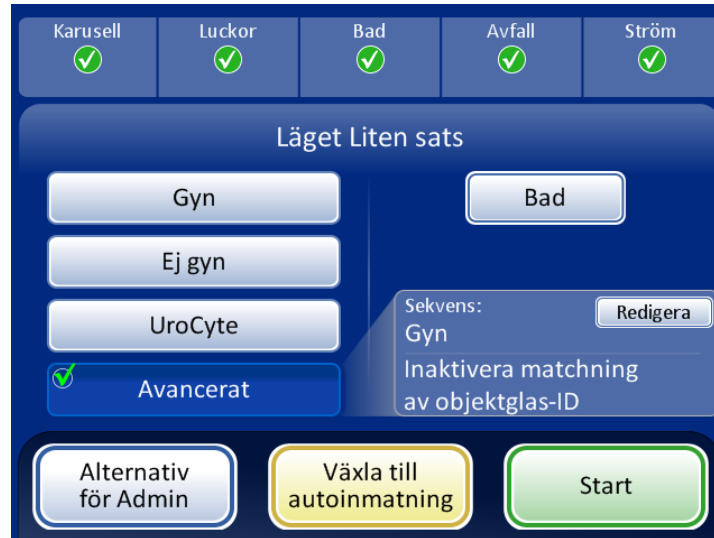 Karusell
Luckor
Bad
Avfall
Ström
Läget Liten sats
Gyn
Bad
Ej gyn
UroCyte
Sekvens:
Redigera
Gyn
Avancerat
Inaktivera matchning
av objektglas-ID
Alternativ
för Admin
Växla till
autoinmatning
Start